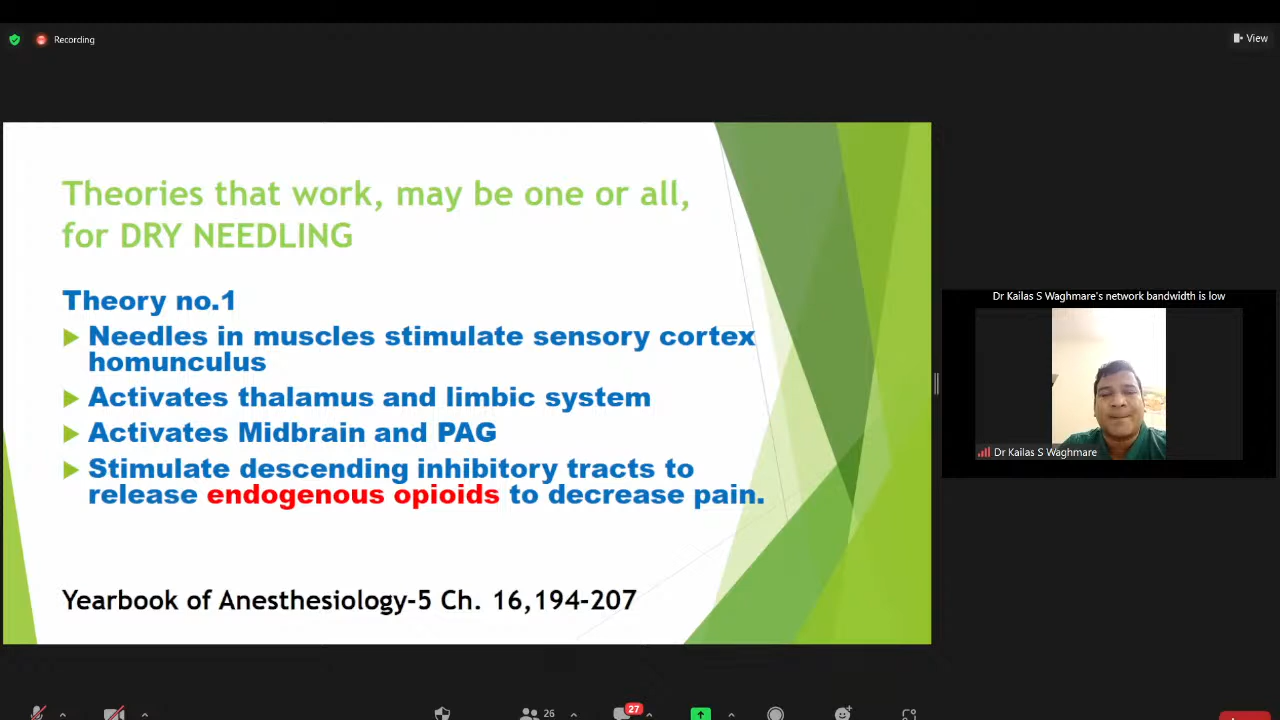 Recording
View
Theories that work, may be one or all,
for DRY NEEDLING
Theory no.1
Needles in muscles stimulate sensory cortex
homunculus
Activates thalamus and limbic system
Activates Midbrain and PAG
Stimulate descending inhibitory tracts to
release endogenous opioids to decrease pain.
Yearbook of Anesthesiology-5 Ch. 16,194-207
Dr Kailas S Waghmare's network bandwidth is low
Dr Kailas S Waghmare
26
27